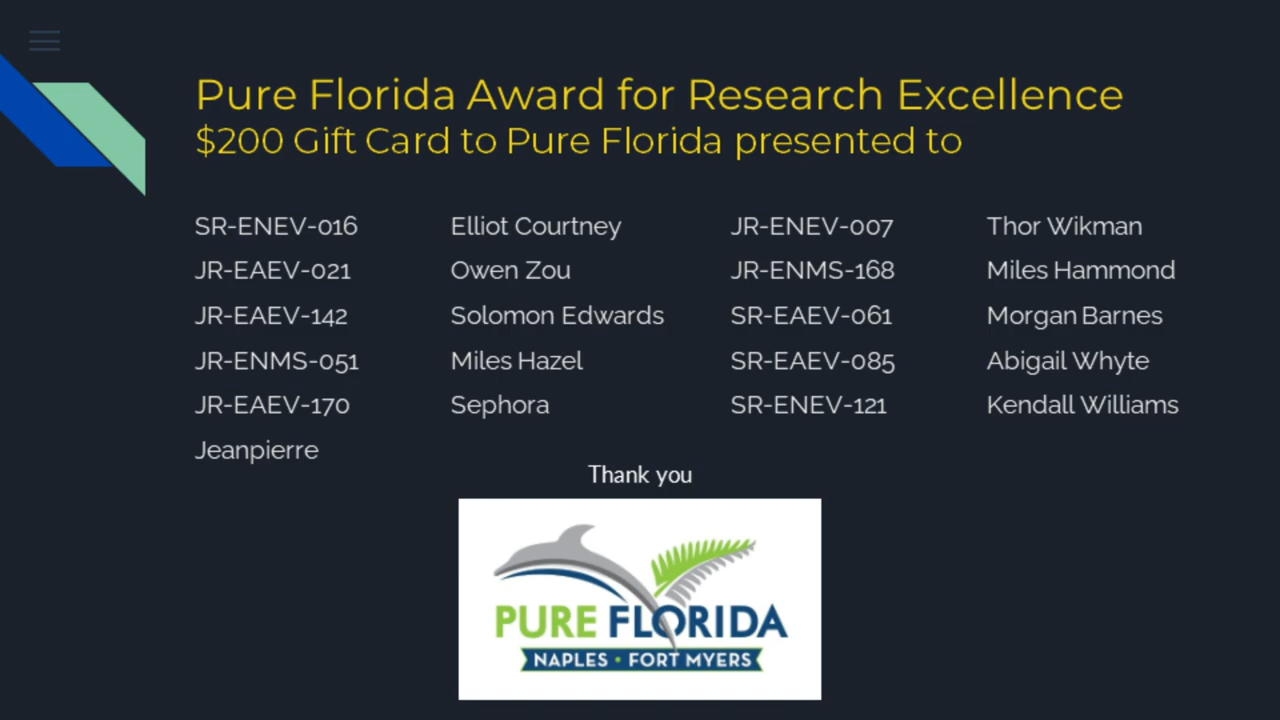 Pure Florida Award for Research Excellence
$200 Gift Card to Pure Florida presented to
SR-ENEV-016 Elliot Courtney JR-ENEV-007 Thor Wikman
JR-EAEV-021 Owen Zou JR-ENMS-168 Miles Hammond
JR-EAEV-142 Solomon Edwards SR-EAEV-061 Morgan Barnes
JR-ENMS-051 Miles Hazel SR-EAEV-085 Abigail Whyte
JR-EAEV-170 Sephora SR-ENEV-121 Kendall Williams
Jeanpierre
Thank you
PURE FLORIDA
NAPLES • FORT MYERS